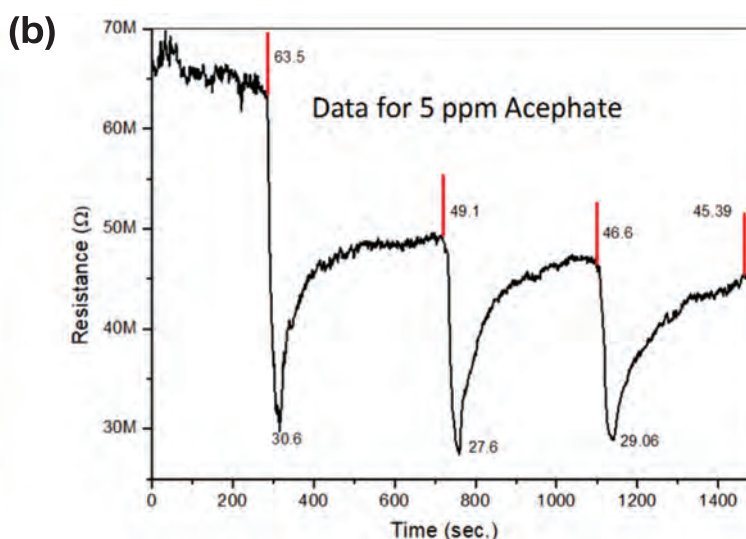 (b)
70M
60M
50M
40M
30M
Resistance (Ω)
63.5
Data for 5 ppm Acephate
49.1
46.6
45.39
30.6
27.6
29.06
0 200 400 600 800 1000 1200 1400
Time (sec.)